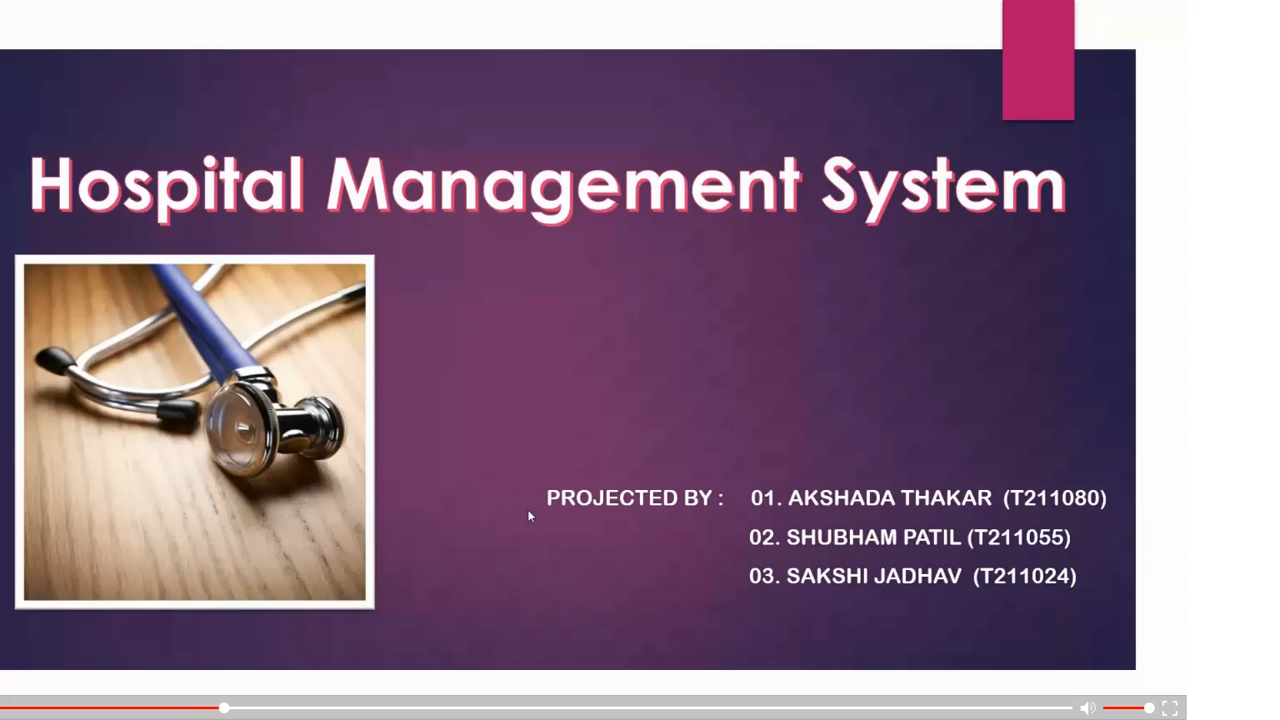 Hospital Management System
PROJECTED BY : 01. AKSHADA THAKAR (T211080)
02. SHUBHAM PATIL (T211055)
03. SAKSHI JADHAV (T211024)